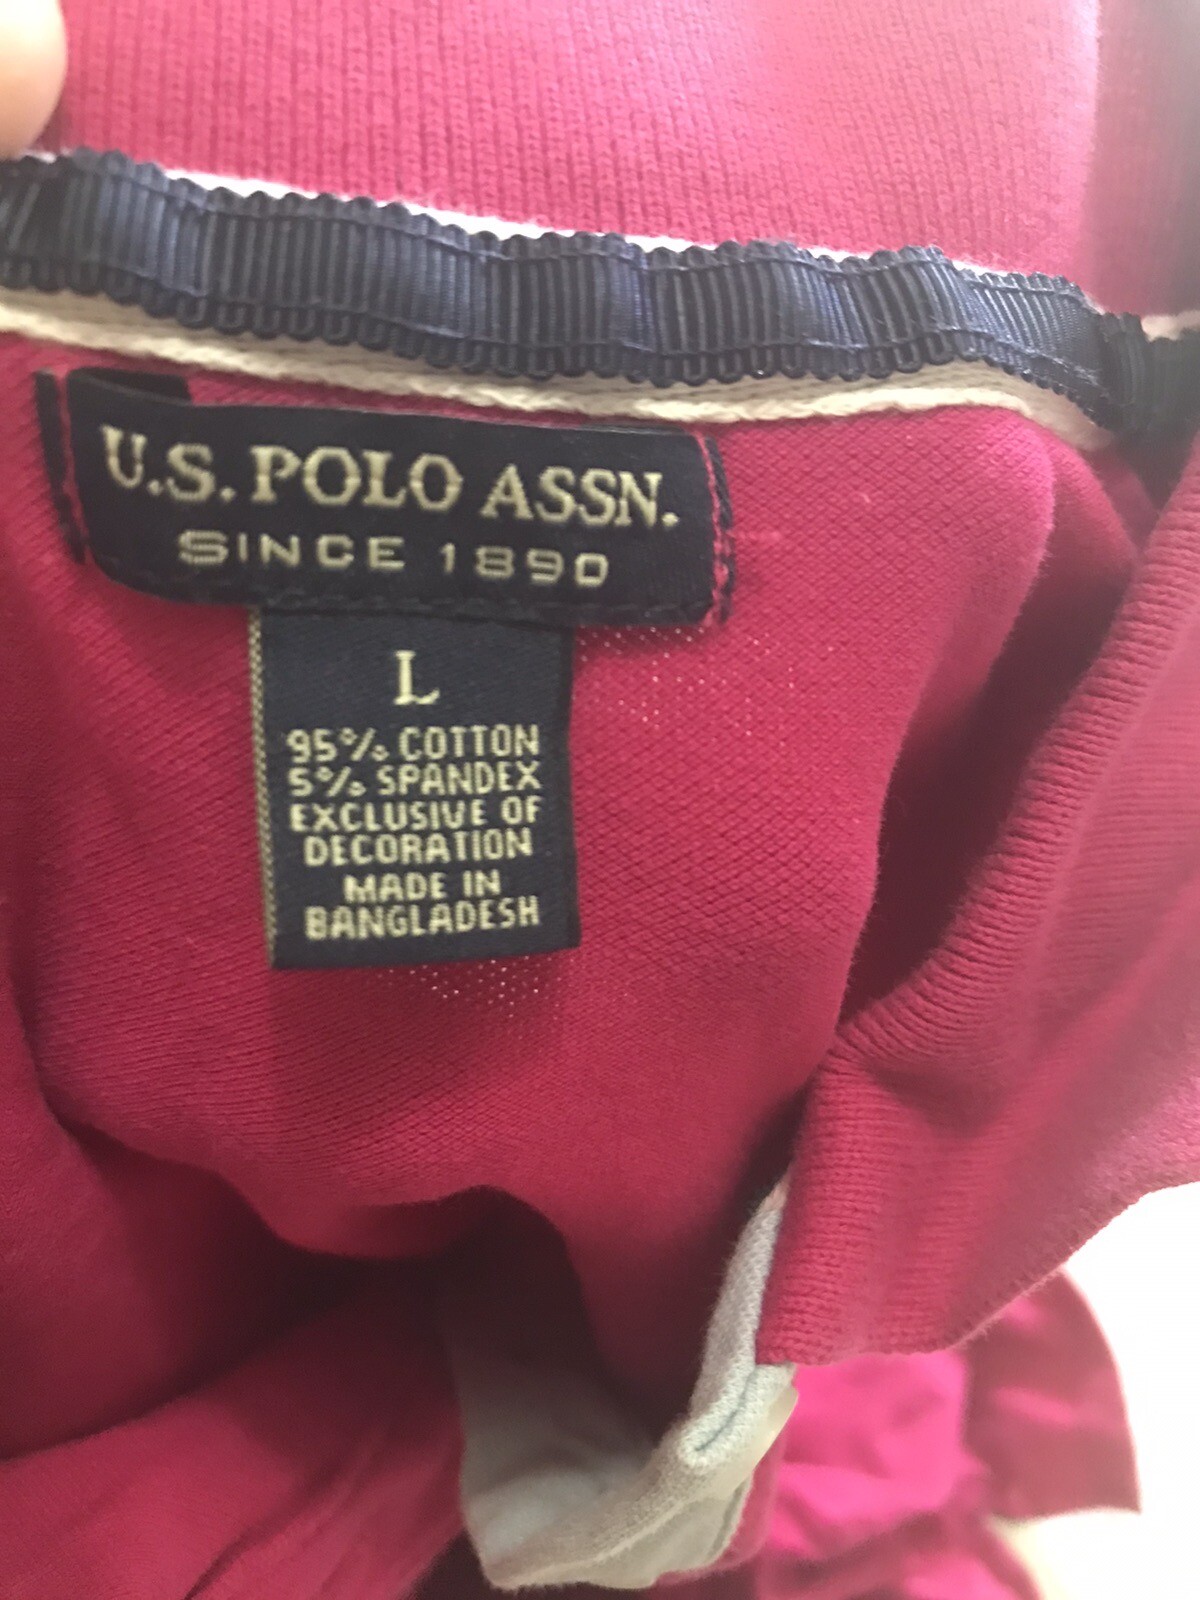 U.S. POLO ASSN.
SINCE 1890
L
95% COTTON
5% SPANDEX
EXCLUSIVE OF
DECORATION
MADE IN
BANGLADESH